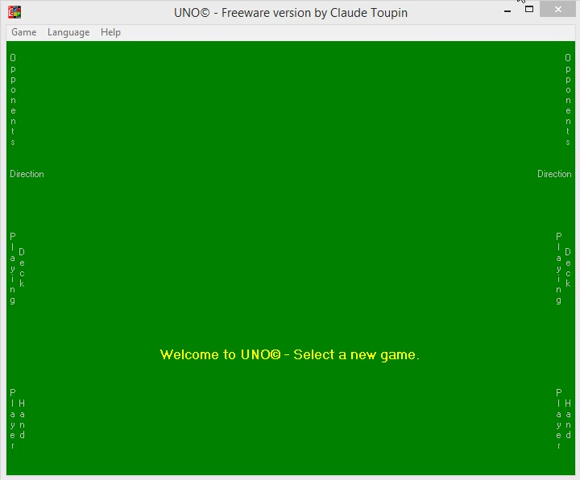 UNO© - Freeware version by Claude Toupin
Game Language Help
Opponents
Opponents
Direction
Direction
Playing Deck
Playing Deck
Welcome to UNO© - Select a new game.
Player Hand
Player Hand